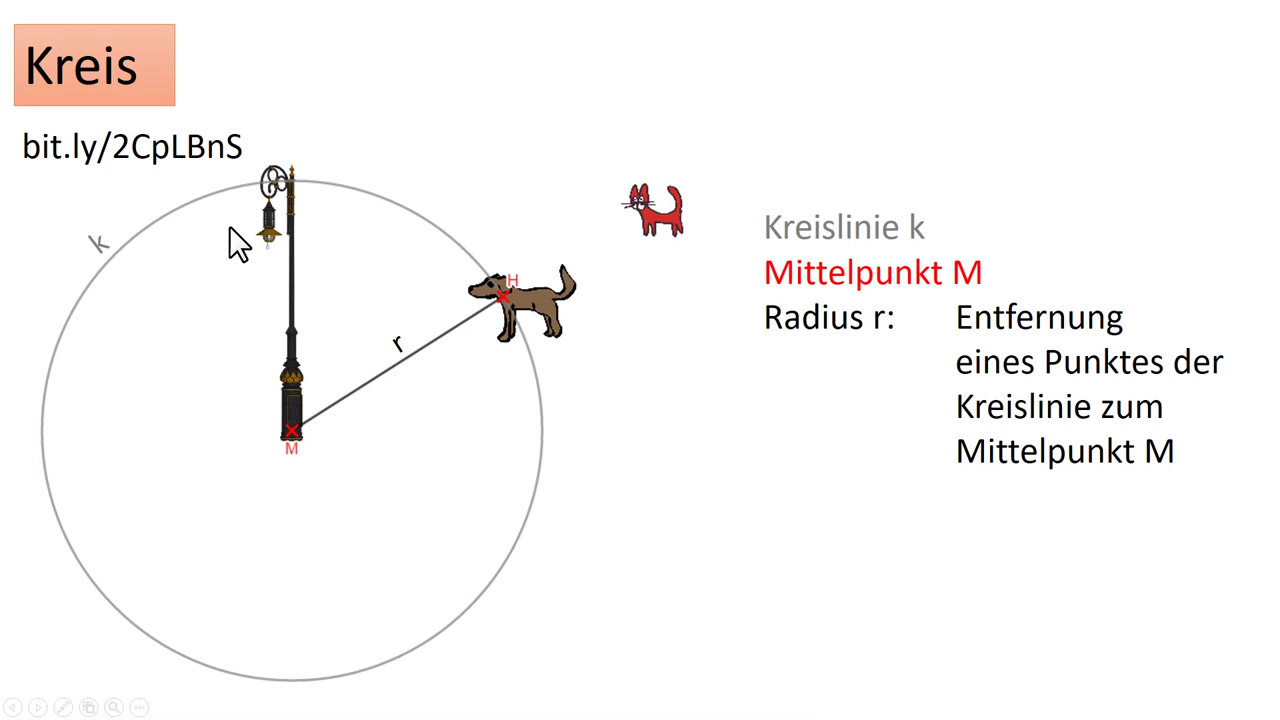 Kreis
bit.ly/2CpLBnS
k
H
r
M
Kreislinie k
Mittelpunkt M
Radius r: Entfernung
eines Punktes der
Kreislinie zum
Mittelpunkt M